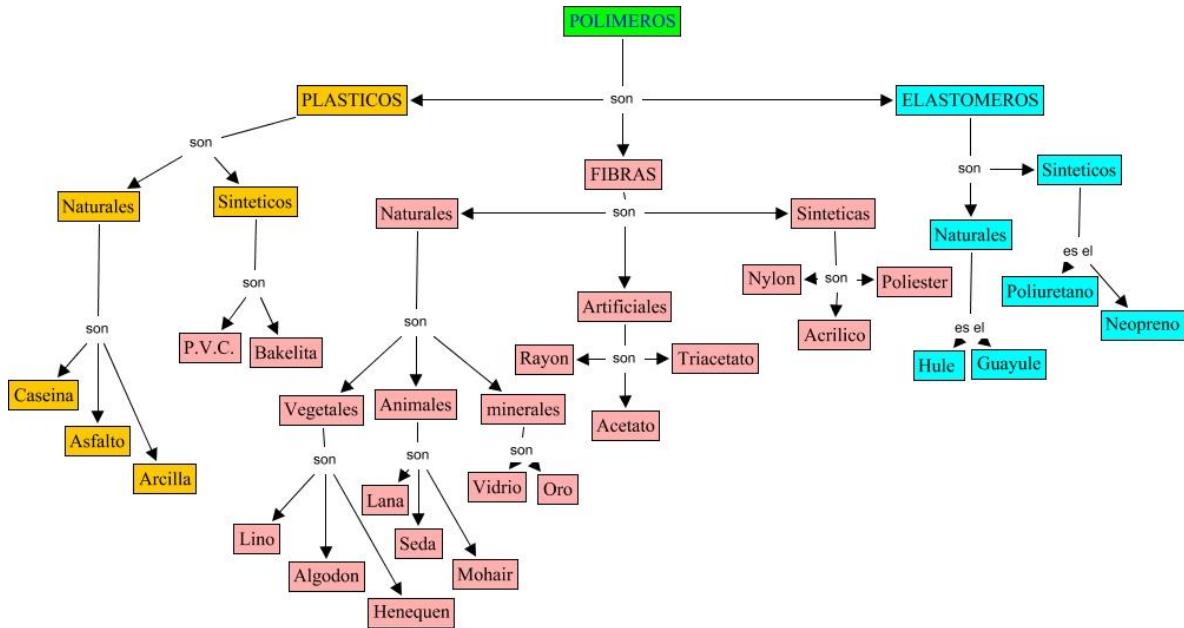 POLIMEROS
PLASTICOS
son
ELASTOMEROS
son
FIBRAS
son
Sinteticos
Naturales
Sinteticos
Naturales
son
Sinteticas
Naturales
es el
Nylon
son
Poliester
son
Poliuretano
Artificiales
Neopreno
son
son
Acrilico
es el
P.V.C.
Bakelita
Rayon
son
Triacetato
Hule
Guayule
Caseina
Vegetales
Animales
minerales
Acetato
Asfalto
son
son
son
Arcilla
Vidrio
Oro
Lana
Lino
Seda
Algodon
Mohair
Henequen